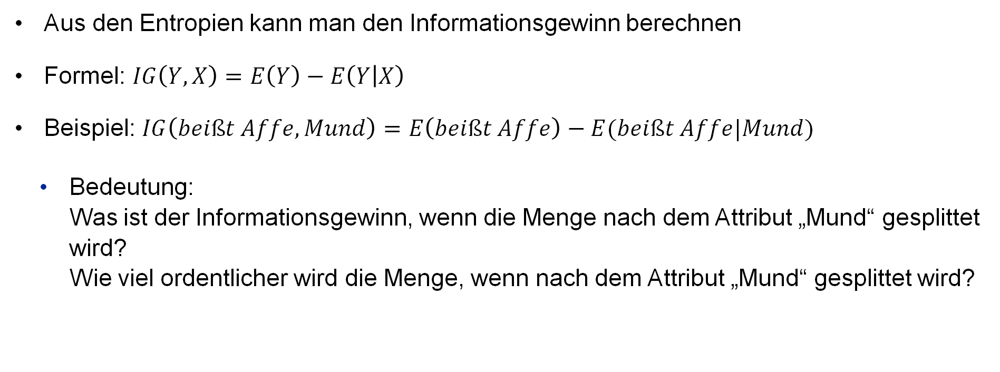 • Aus den Entropien kann man den Informationsgewinn berechnen
• Formel: IG(Y, X) = E(Y) − E(Y|X)
• Beispiel: IG(beißt Affe, Mund) = E(beißt Affe) − E(beißt Affe|Mund)
• Bedeutung:
Was ist der Informationsgewinn, wenn die Menge nach dem Attribut „Mund“ gesplittet
wird?
Wie viel ordentlicher wird die Menge, wenn nach dem Attribut „Mund“ gesplittet wird?